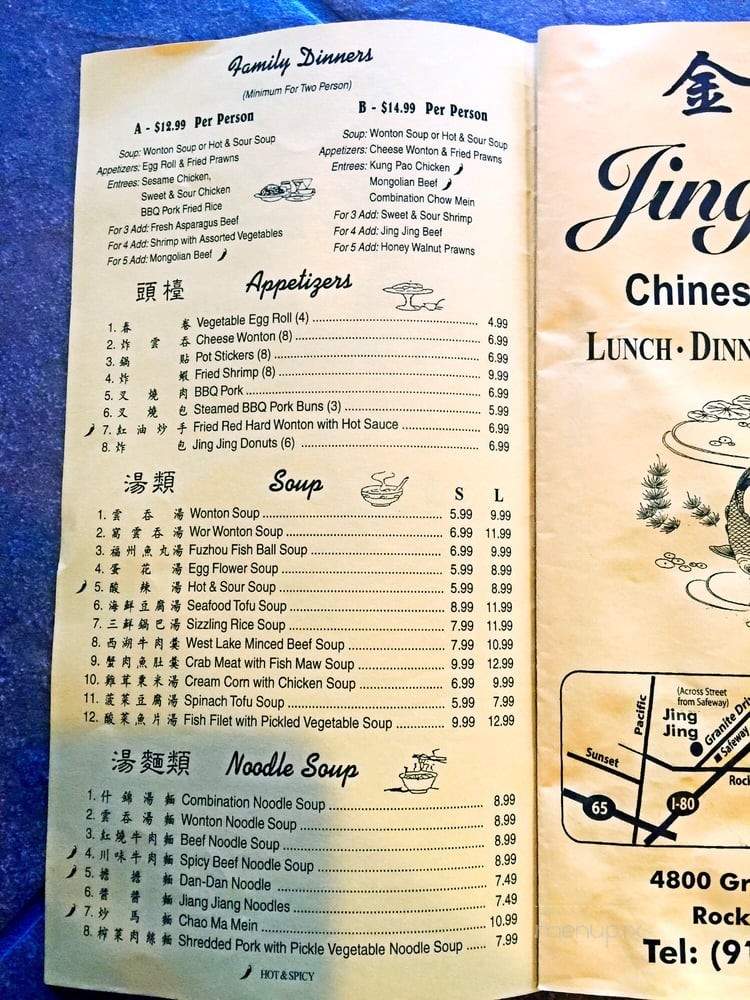 Family Dinners
(Minimum For Two Person)
A - $12.99 Per Person
Soup: Wonton Soup or Hot & Sour Soup
Appetizers: Egg Roll & Fried Prawns
Entrees: Sesame Chicken,
Sweet & Sour Chicken
BBQ Pork Fried Rice
For 3 Add: Fresh Asparagus Beef
For 4 Add: Shrimp with Assorted Vegetables
For 5 Add: Mongolian Beef
B - $14.99 Per Person
Soup: Wonton Soup or Hot & Sour Soup
Appetizers: Cheese Wonton & Fried Prawns
Entrees: Kung Pao Chicken
Mongolian Beef
Combination Chow Mein
For 3 Add: Sweet & Sour Shrimp
For 4 Add: Jing Jing Beef
For 5 Add: Honey Walnut Prawns
頭檯 Appetizers
1. 春卷 Vegetable Egg Roll (4) 4.99
2. 炸雲吞 Cheese Wonton (8) 6.99
3. 鍋貼 Pot Stickers (8) 6.99
4. 炸蝦 Fried Shrimp (8) 9.99
5. 叉燒肉 BBQ Pork 6.99
6. 叉燒包 Steamed BBQ Pork Buns (3) 5.99
7. 紅油炒手 Fried Red Hard Wonton with Hot Sauce 6.99
8. 炸包 Jing Jing Donuts (6) 6.99
湯類 Soup S L
1. 雲吞湯 Wonton Soup 5.99 9.99
2. 窩雲吞湯 Wor Wonton Soup 6.99 11.99
3. 福州魚丸湯 Fuzhou Fish Ball Soup 6.99 9.99
4. 蛋花湯 Egg Flower Soup 5.99 8.99
5. 酸辣湯 Hot & Sour Soup 5.99 8.99
6. 海鮮豆腐湯 Seafood Tofu Soup 8.99 11.99
7. 三鮮鍋巴湯 Sizzling Rice Soup 7.99 11.99
8. 西湖牛肉羹 West Lake Minced Beef Soup 7.99 10.99
9. 蟹肉魚肚羹 Crab Meat with Fish Maw Soup 9.99 12.99
10. 雞茸粟米湯 Cream Corn with Chicken Soup 6.99 9.99
11. 菠菜豆腐湯 Spinach Tofu Soup 5.99 7.99
12. 酸菜魚片湯 Fish Filet with Pickled Vegetable Soup 9.99 12.99
湯麵類 Noodle Soup
1. 什錦湯麵 Combination Noodle Soup 8.99
2. 雲吞湯麵 Wonton Noodle Soup 8.99
3. 紅燒牛肉麵 Beef Noodle Soup 8.99
4. 川味牛肉麵 Spicy Beef Noodle Soup 8.99
5. 擔擔麵 Dan-Dan Noodle 7.49
6. 醬醬麵 Jiang Jiang Noodles 7.49
7. 炒馬麵 Chao Ma Mein 10.99
8. 榨菜肉絲麵 Shredded Pork with Pickle Vegetable Noodle Soup 7.99
HOT & SPICY
金
Jing
Chines
LUNCH • DINN
(Across Street
from Safeway)
Jing
Jing
Pacific
Granite Dri
Safeway
Sunset
Rock
65
I-80
4800 Gr
Rock
Tel: (91